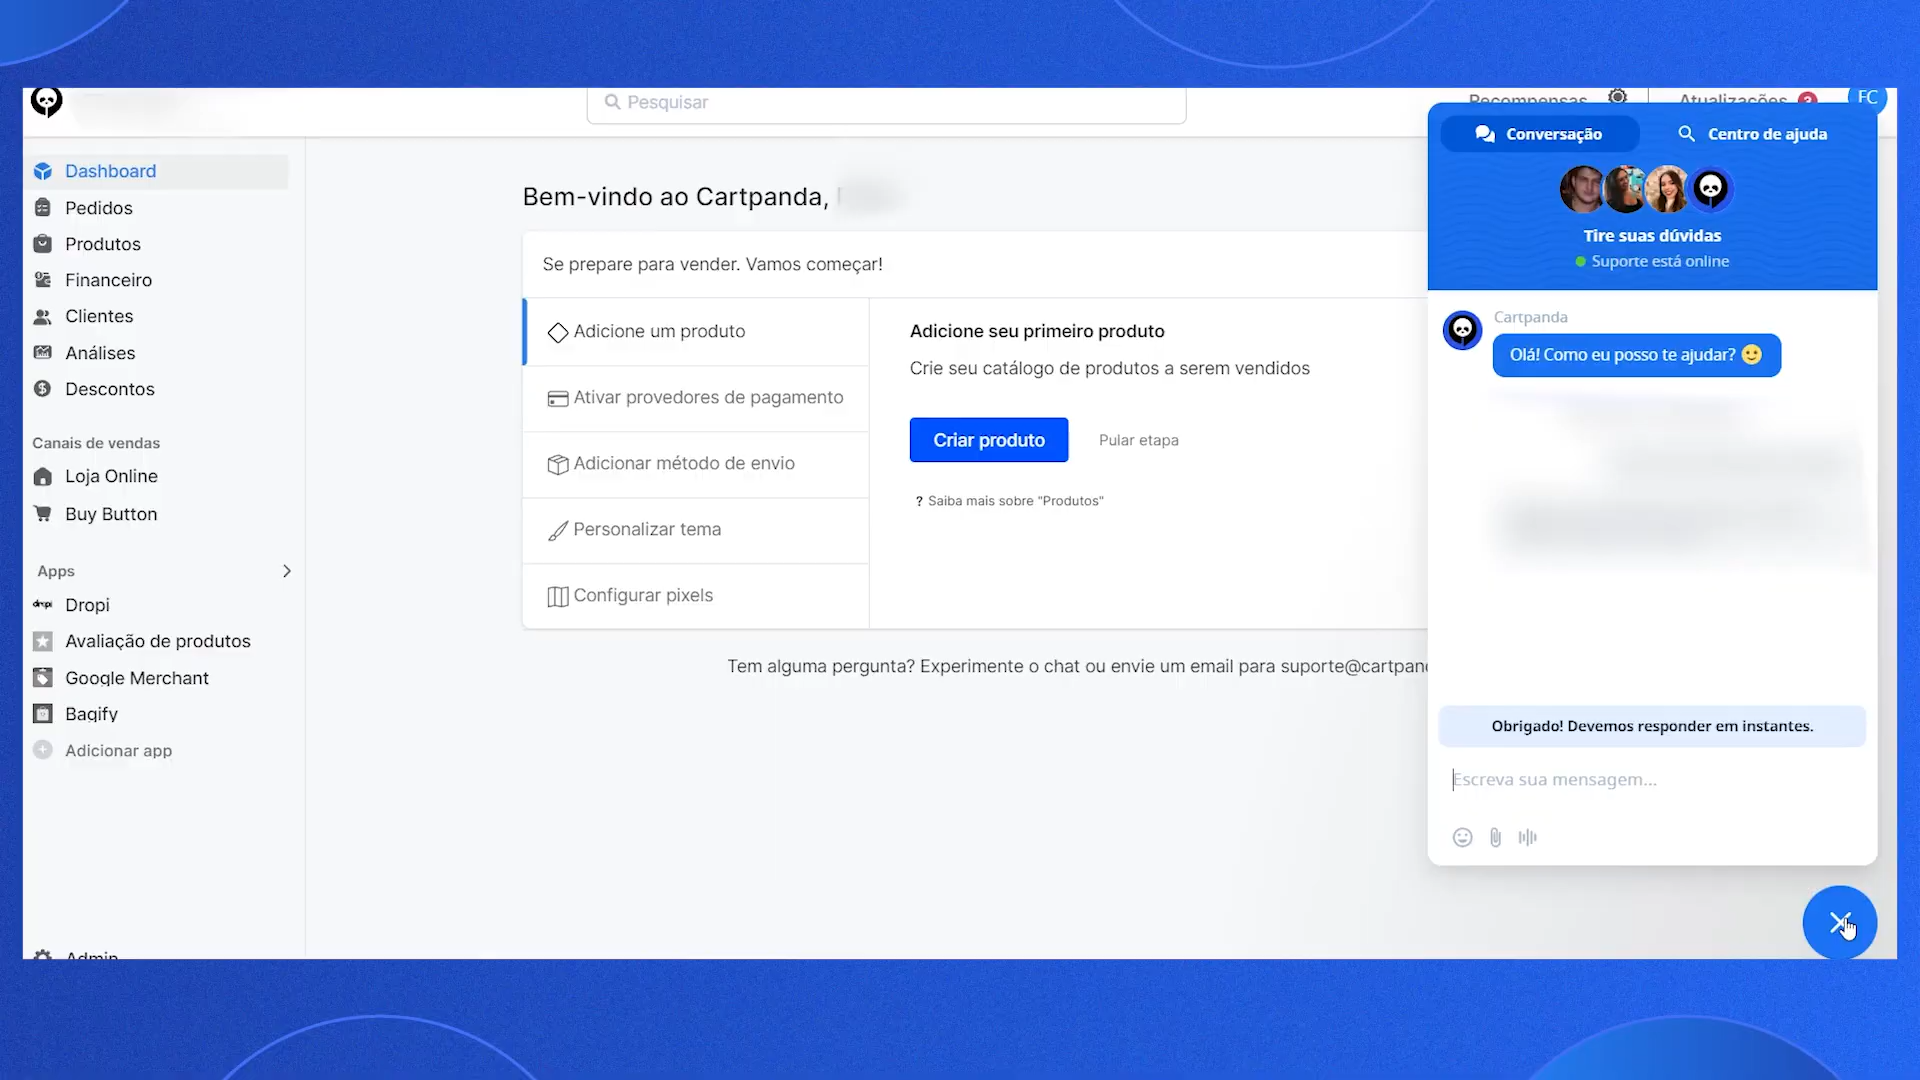 Pesquisar
Recompensas
Atualizações
FC
Dashboard
Pedidos
Produtos
Financeiro
Clientes
Análises
Descontos
Canais de vendas
Loja Online
Buy Button
Apps
dropi Dropi
Avaliação de produtos
Google Merchant
Bagify
Adicionar app
Admin
Bem-vindo ao Cartpanda,
Se prepare para vender. Vamos começar!
Adicione um produto
Ativar provedores de pagamento
Adicionar método de envio
Personalizar tema
Configurar pixels
Adicione seu primeiro produto
Crie seu catálogo de produtos a serem vendidos
Criar produto
Pular etapa
? Saiba mais sobre "Produtos"
Tem alguma pergunta? Experimente o chat ou envie um email para suporte@cartpan
Conversação
Centro de ajuda
Tire suas dúvidas
Suporte está online
Cartpanda
Olá! Como eu posso te ajudar? 🙂
Obrigado! Devemos responder em instantes.
Escreva sua mensagem...